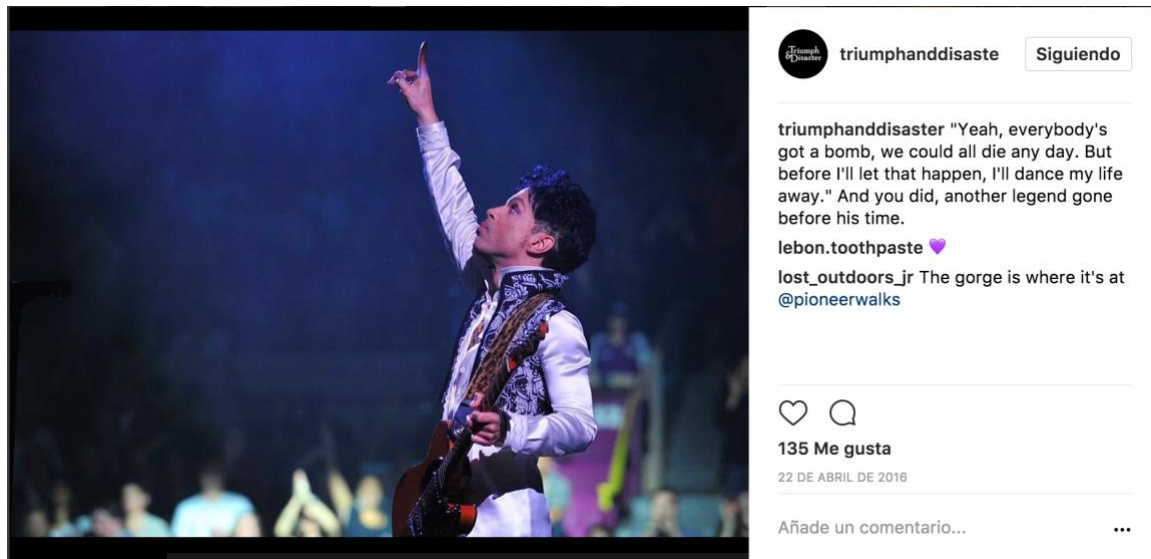 Triumph
&Disaster
triumphanddisaste
Siguiendo
triumphanddisaster "Yeah, everybody's
got a bomb, we could all die any day. But
before I'll let that happen, I'll dance my life
away." And you did, another legend gone
before his time.
lebon.toothpaste 💜
lost_outdoors_jr The gorge is where it's at
@pioneerwalks
135 Me gusta
22 DE ABRIL DE 2016
Añade un comentario...